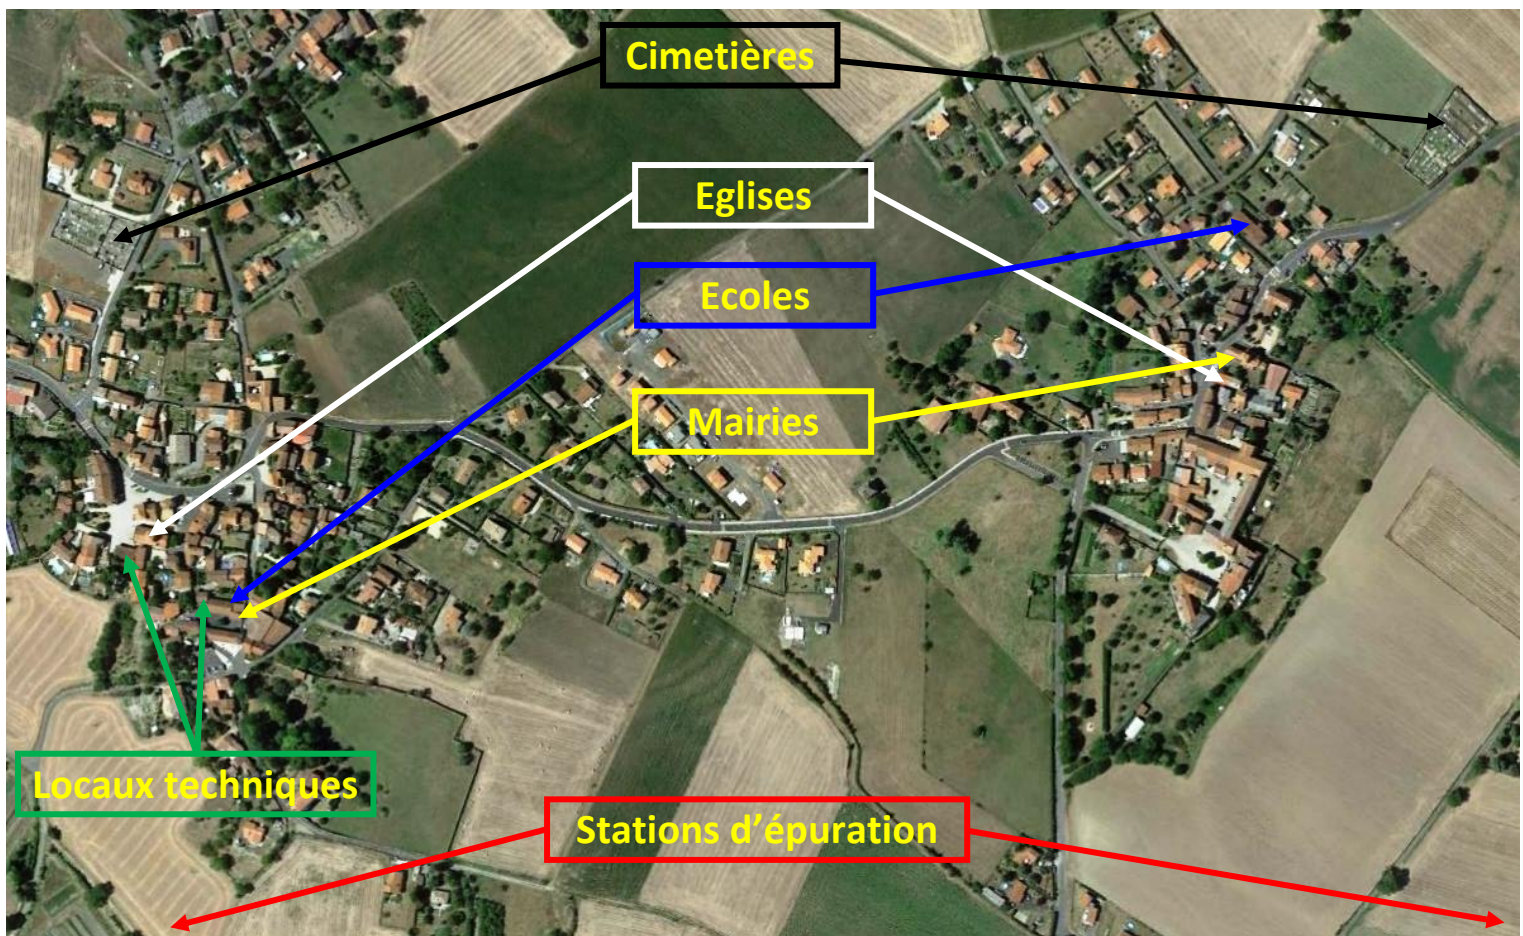 Cimetières
Eglises
Ecoles
Mairies
Locaux techniques
Stations d’épuration